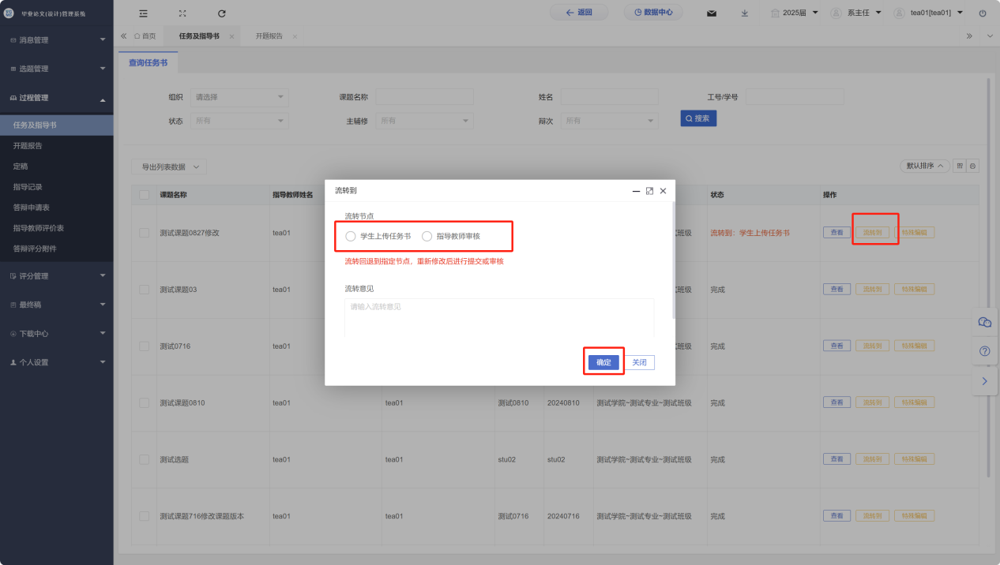 毕业论文(设计)管理系统
返回
数据中心
2025届
系主任
tea01[tea01]
消息管理
选题管理
过程管理
任务及指导书
开题报告
定稿
指导记录
答辩申请表
指导教师评价表
答辩评分附件
评分管理
最终稿
下载中心
个人设置
首页
任务及指导书
开题报告
查询任务书
组织 请选择
课题名称
姓名
工号/学号
状态 所有
主辅修 所有
辩次 所有
搜索
导出列表数据
默认排序
课题名称 指导教师姓名 状态 操作
测试课题0827修改 tea01 试班级 流转到：学生上传任务书 查看 流转到 特殊编辑
测试课题03 tea01 试班级 完成 查看 流转到 特殊编辑
测试0716 tea01 试班级 完成 查看 流转到 特殊编辑
测试课题0810 tea01 tea01 测试0810 20240810 测试学院~测试专业~测试班级 完成 查看 流转到 特殊编辑
测试选题 tea01 tea01 stu02 stu02 测试学院~测试专业~测试班级 完成 查看 流转到 特殊编辑
测试课题716修改课题版本 tea01 tea01 测试0716 20240716 测试学院~测试专业~测试班级 完成 查看 流转到 特殊编辑
流转到
流转节点
学生上传任务书 指导教师审核
流转回退到指定节点，重新修改后进行提交或审核
流转意见
请输入流转意见
确定 关闭